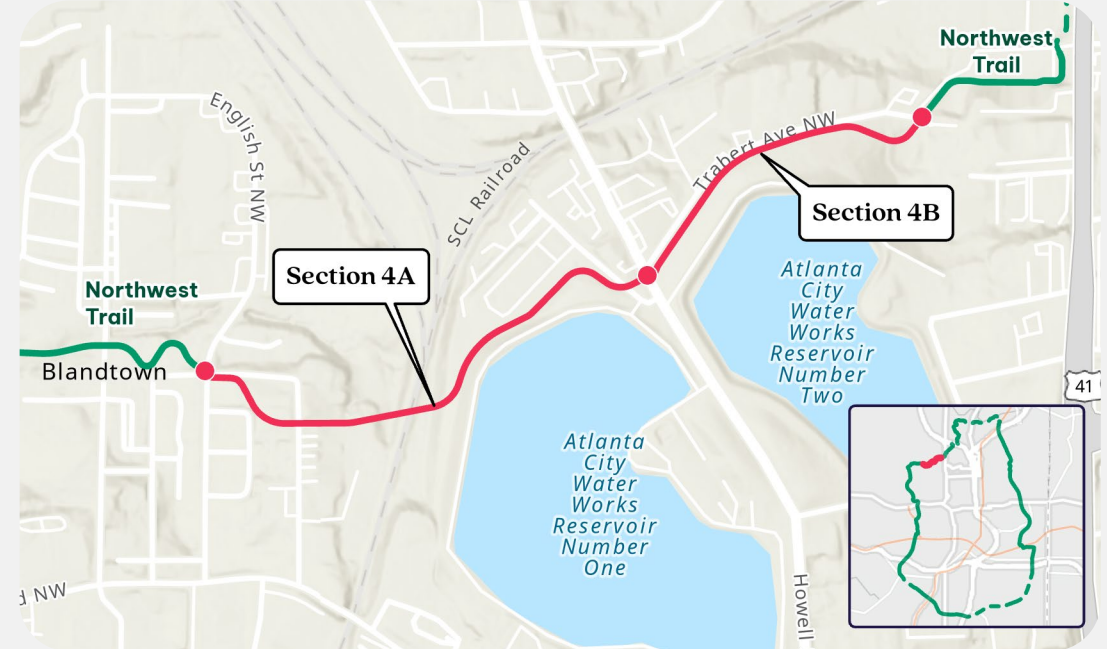 Northwest
Trail
English St NW
Trabert Ave NW
SCL Railroad
Section 4B
Section 4A
Atlanta
City
Water
Works
Reservoir
Number
Two
Northwest
Trail
Blandtown
41
Atlanta
City
Water
Works
Reservoir
Number
One
d NW
Howell